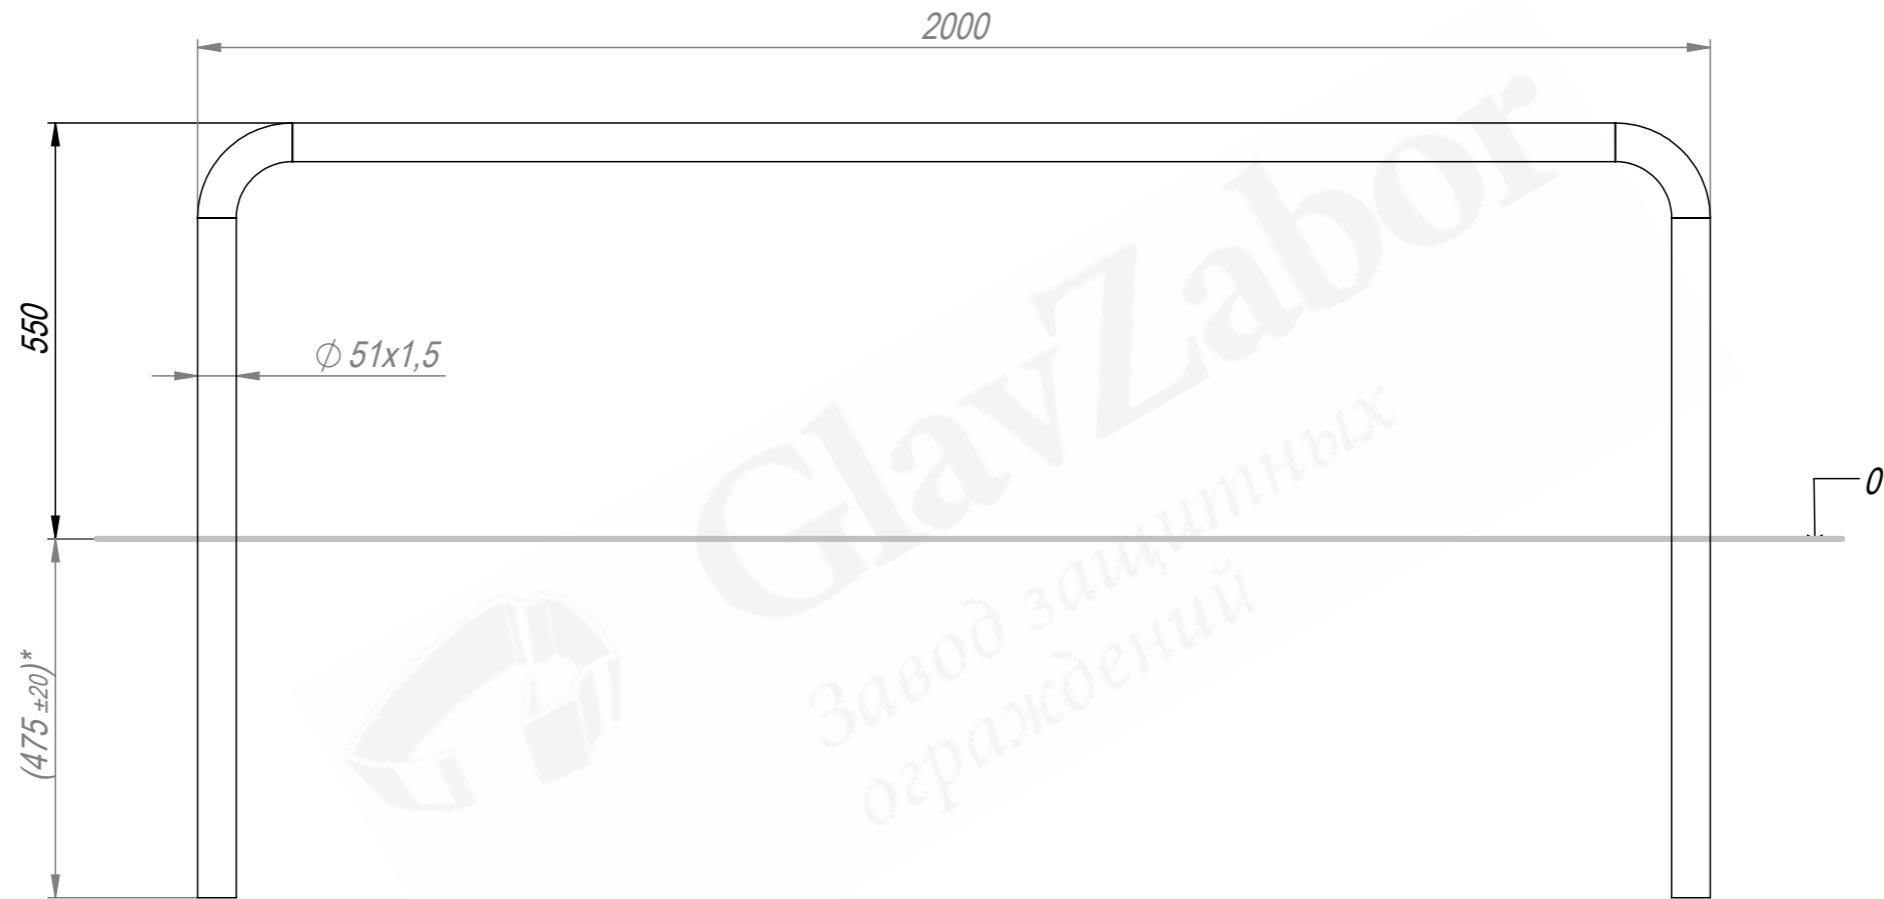 2000
550
⌀ 51x1,5
0
(475 ±20)*
GlavZabor
Завод защитных
ограждений